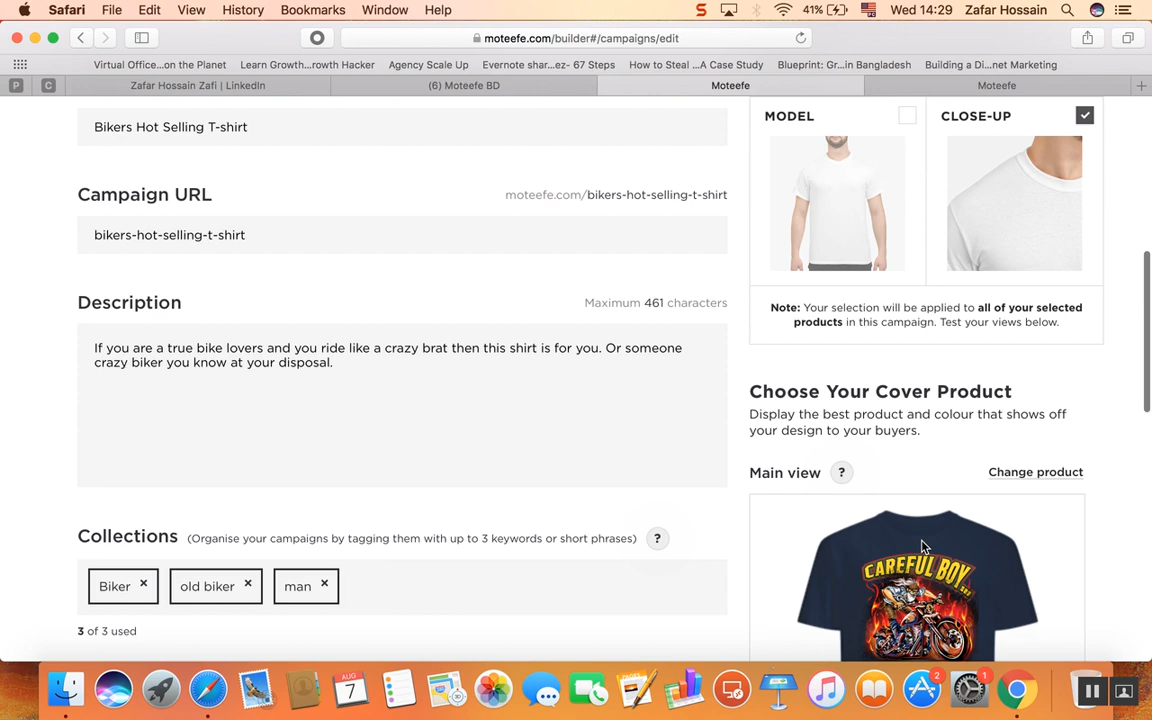 Safari File Edit View History Bookmarks Window Help 41% Wed 14:29 Zafar Hossain
moteefe.com/builder#/campaigns/edit
Virtual Office...on the Planet Learn Growth...rowth Hacker Agency Scale Up Evernote shar...ez- 67 Steps How to Steal ...A Case Study Blueprint: Gr...in Bangladesh Building a Di...net Marketing
P C Zafar Hossain Zafi | LinkedIn (6) Moteefe BD Moteefe Moteefe
MODEL CLOSE-UP
Bikers Hot Selling T-shirt
Campaign URL moteefe.com/bikers-hot-selling-t-shirt
bikers-hot-selling-t-shirt
Description Maximum 461 characters
Note: Your selection will be applied to all of your selected
products in this campaign. Test your views below.
If you are a true bike lovers and you ride like a crazy brat then this shirt is for you. Or someone
crazy biker you know at your disposal.
Choose Your Cover Product
Display the best product and colour that shows off
your design to your buyers.
Main view ? Change product
Collections (Organise your campaigns by tagging them with up to 3 keywords or short phrases) ?
CAREFUL BOY...
Biker × old biker × man ×
3 of 3 used
AUG
7
30
2
1